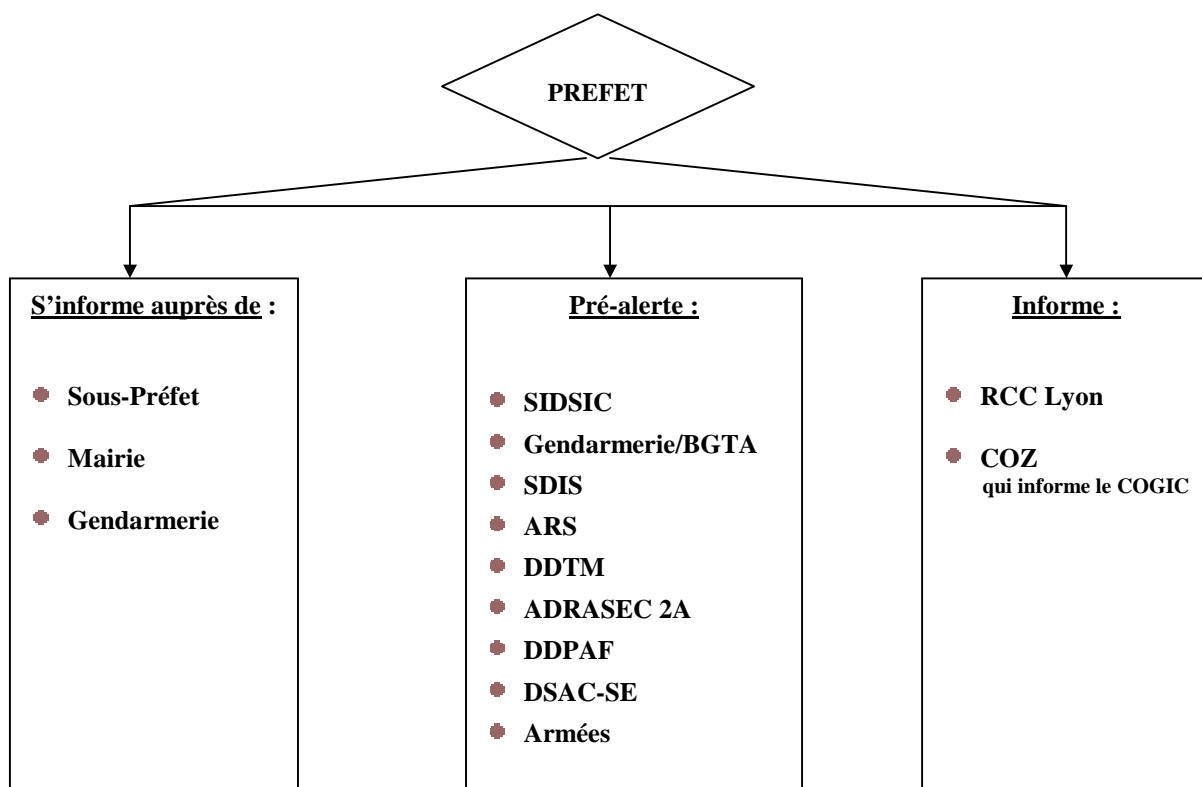 PREFET
S’informe auprès de :
Sous-Préfet
Mairie
Gendarmerie
Pré-alerte :
SIDSIC
Gendarmerie/BGTA
SDIS
ARS
DDTM
ADRASEC 2A
DDPAF
DSAC-SE
Armées
Informe :
RCC Lyon
COZ
qui informe le COGIC